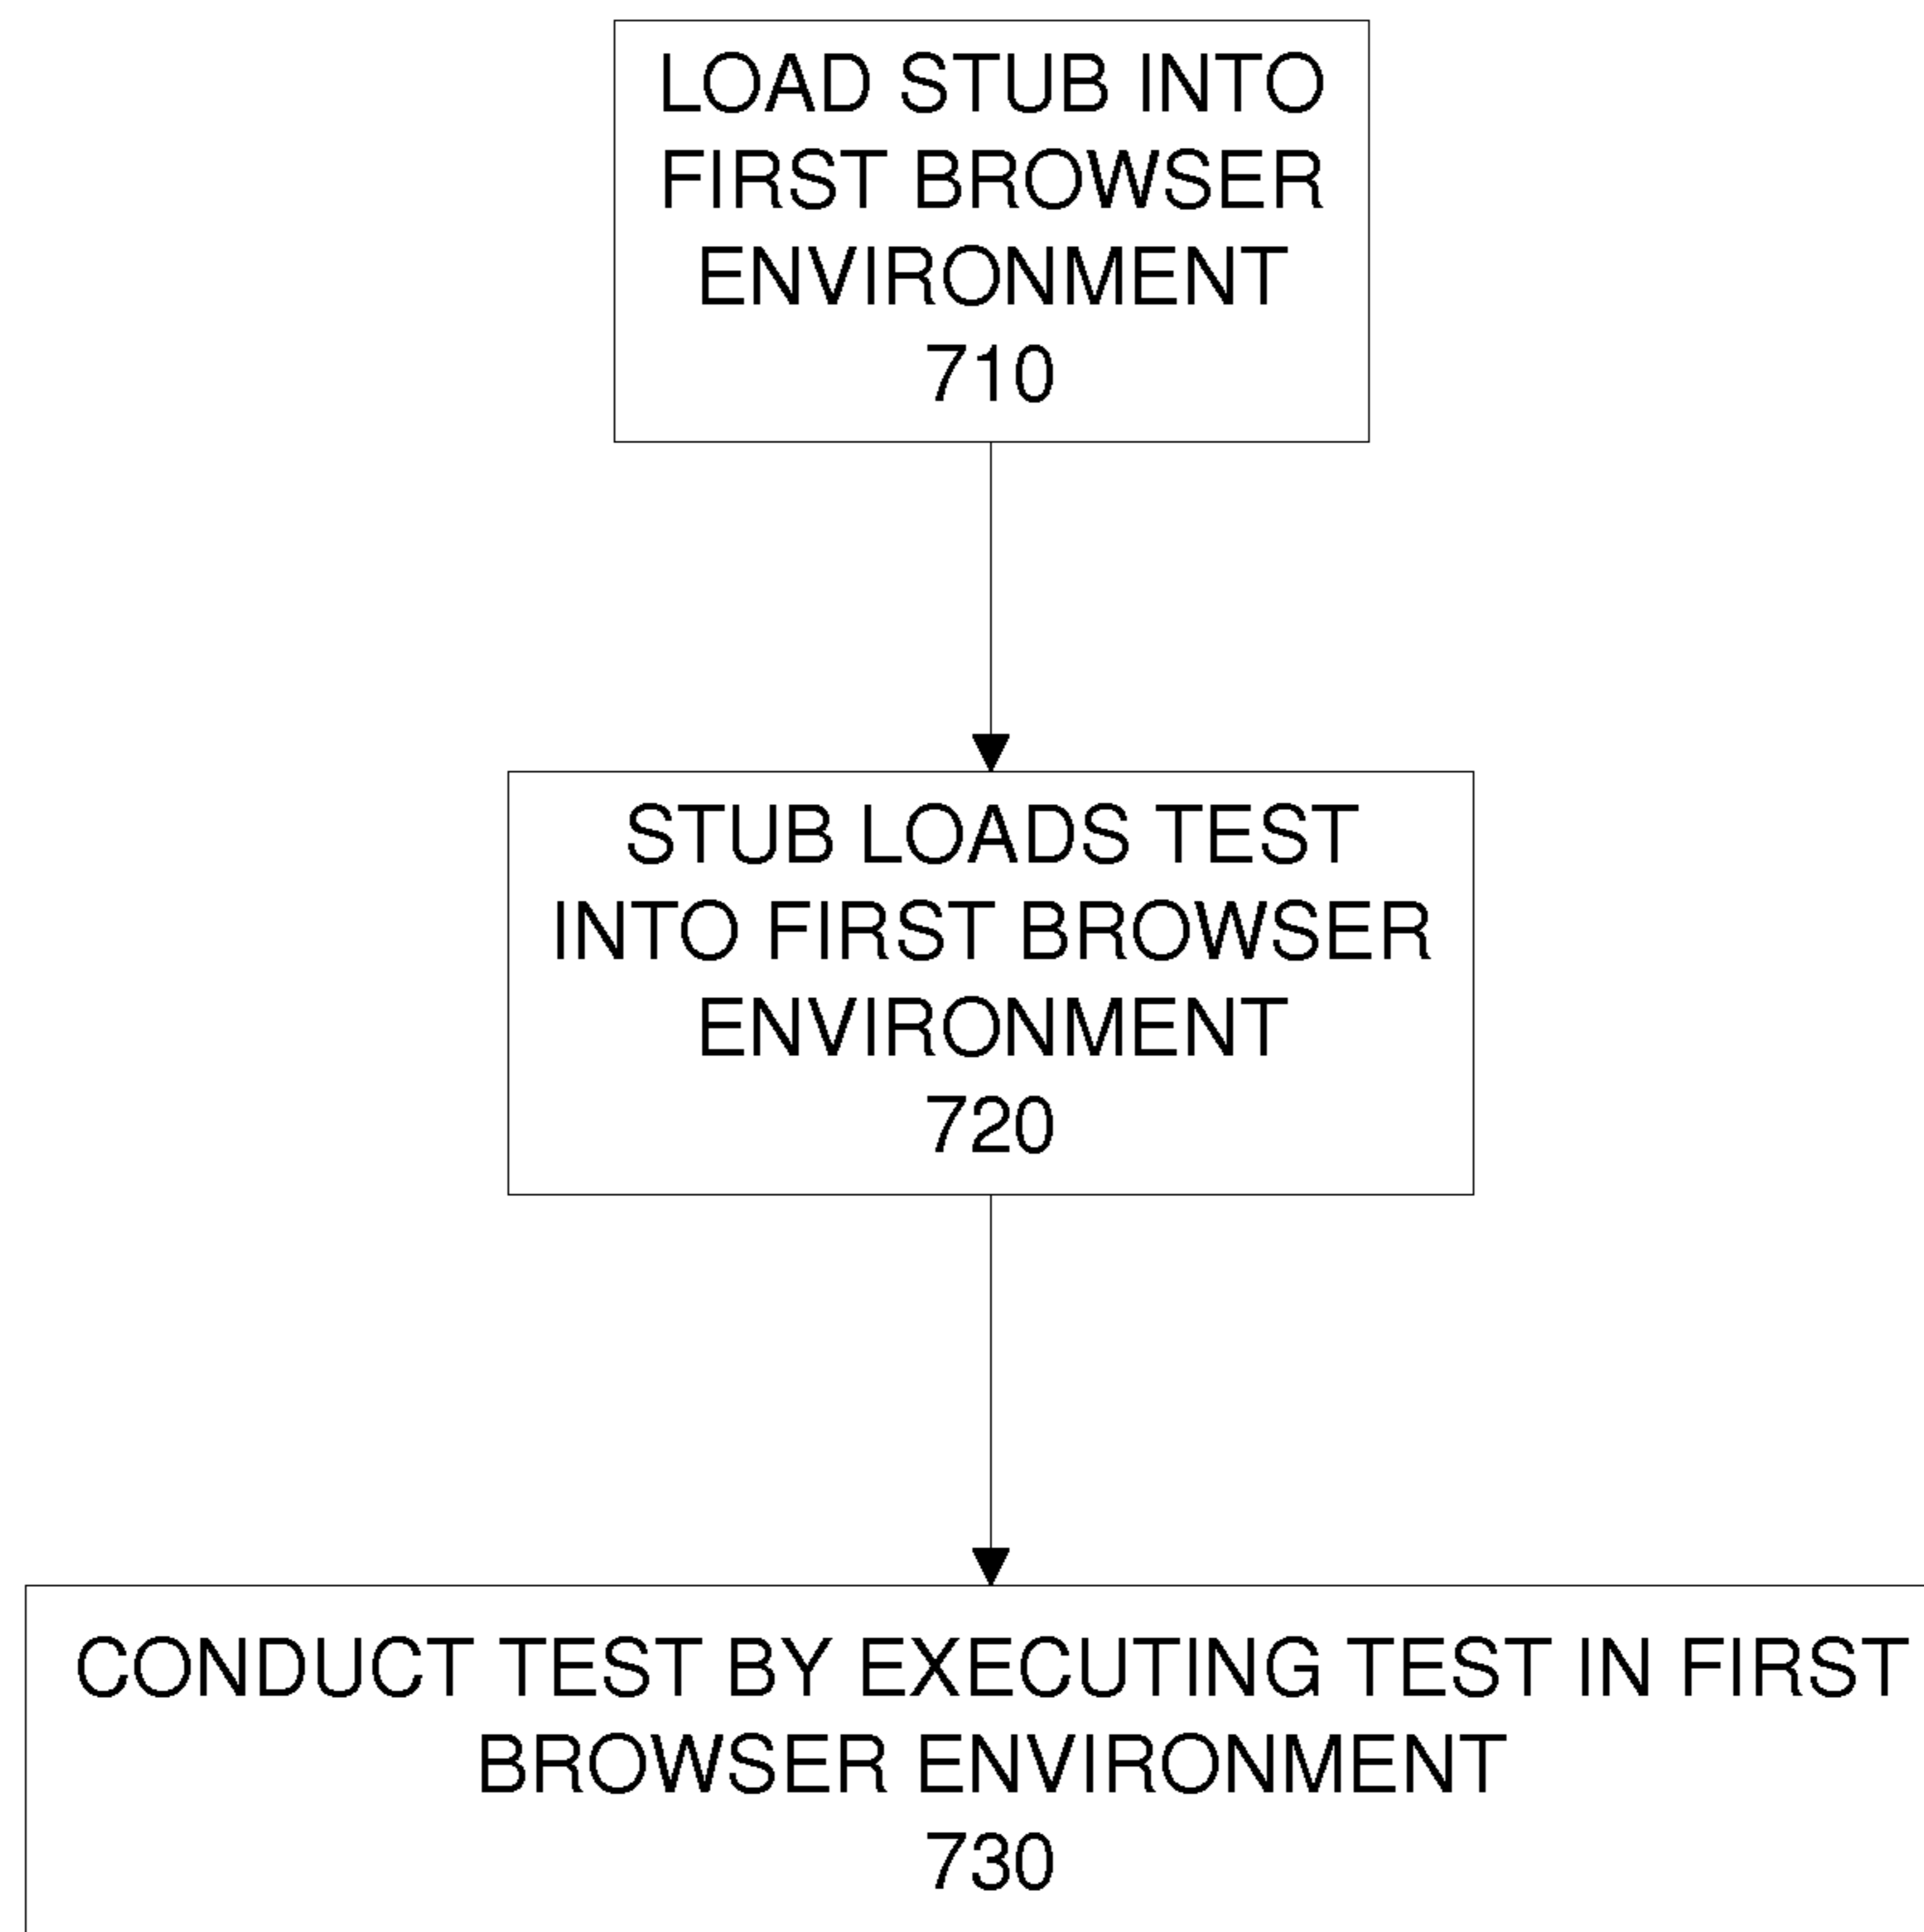 LOAD STUB INTO
FIRST BROWSER
ENVIRONMENT
710
STUB LOADS TEST
INTO FIRST BROWSER
ENVIRONMENT
720
CONDUCT TEST BY EXECUTING TEST IN FIRST
BROWSER ENVIRONMENT
730